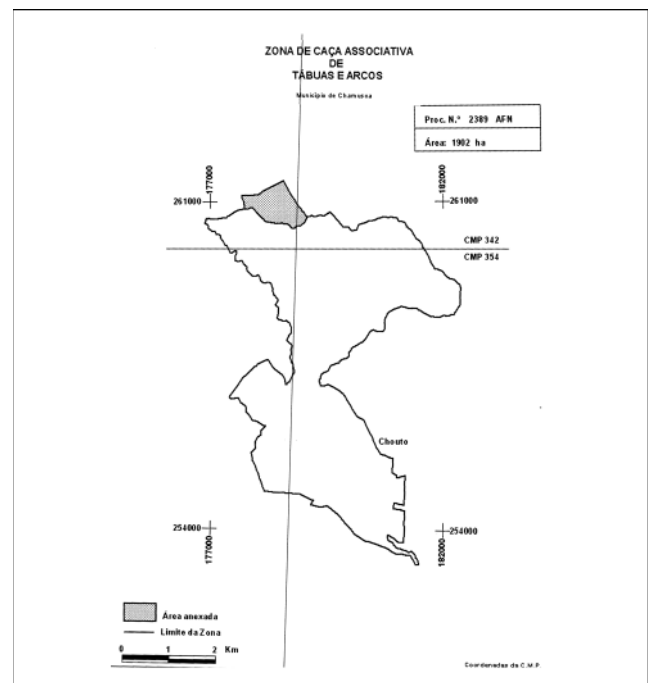 ZONA DE CAÇA ASSOCIATIVA
DE
TÁBUAS E ARCOS
Município de Chamusca
Proc. N.º 2389 AFN
Área: 1902 ha
177000
182000
261000
261000
CMP 342
CMP 354
Chouto
254000
254000
177000
182000
Área anexada
Limite da Zona
0 1 2 Km
Coordenadas da C.M.P.